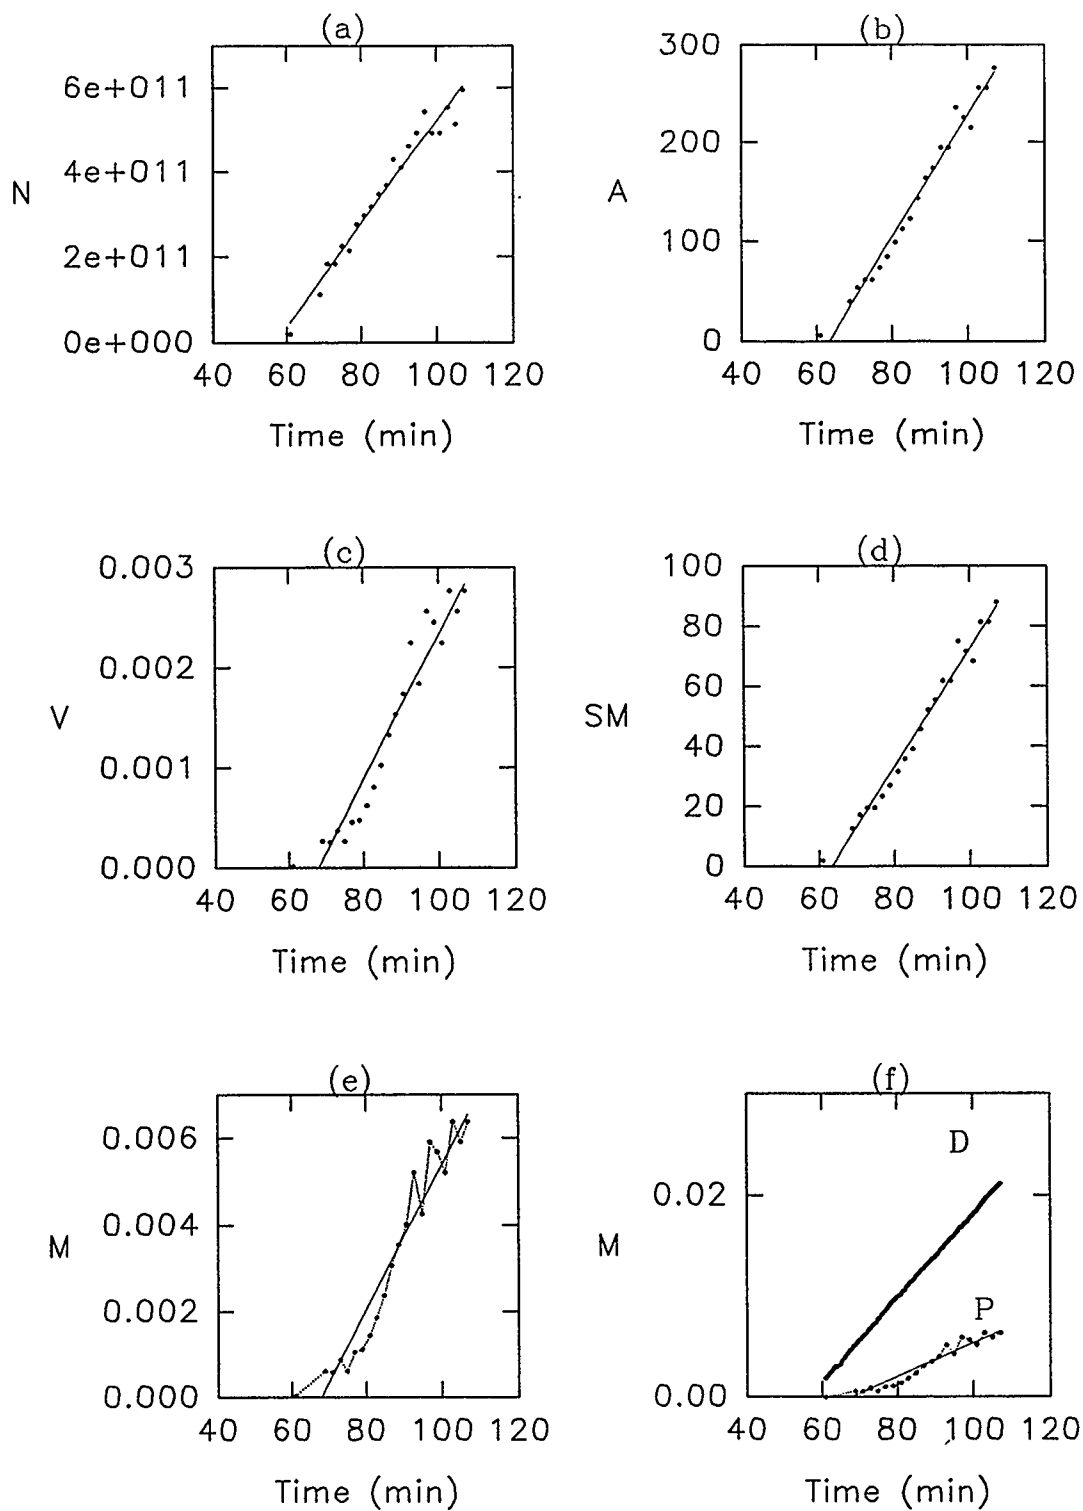 (a)
6e+011
4e+011
2e+011
0e+000
N
40 60 80 100 120
Time (min)
(b)
300
200
100
0
A
40 60 80 100 120
Time (min)
(c)
0.003
0.002
0.001
0.000
V
40 60 80 100 120
Time (min)
(d)
100
80
60
40
20
0
SM
40 60 80 100 120
Time (min)
(e)
0.006
0.004
0.002
0.000
M
40 60 80 100 120
Time (min)
(f)
D
0.02
M
P
0.00
40 60 80 100 120
Time (min)